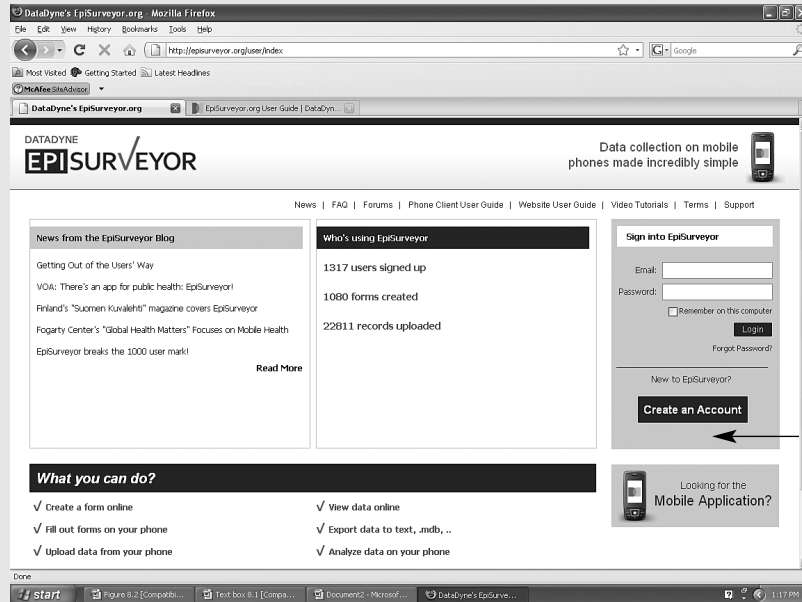 DataDyne's EpiSurveyor.org - Mozilla Firefox
File Edit View History Bookmarks Tools Help
http://episurveyor.org/user/index
G Google
Most Visited Getting Started Latest Headlines
McAfee SiteAdvisor
DataDyne's EpiSurveyor.org
EpiSurveyor.org User Guide | DataDyn...
DATADYNE
EPISURVEYOR
Data collection on mobile
phones made incredibly simple
News | FAQ | Forums | Phone Client User Guide | Website User Guide | Video Tutorials | Terms | Support
News from the EpiSurveyor Blog
Getting Out of the Users' Way
VOA: There's an app for public health: EpiSurveyor!
Finland's "Suomen Kuvalehti" magazine covers EpiSurveyor
Fogarty Center's "Global Health Matters" Focuses on Mobile Health
EpiSurveyor breaks the 1000 user mark!
Read More
Who's using EpiSurveyor
1317 users signed up
1080 forms created
22811 records uploaded
Sign into EpiSurveyor
Email:
Password:
Remember on this computer
Login
Forgot Password?
New to EpiSurveyor?
Create an Account
What you can do?
√ Create a form online
√ Fill out forms on your phone
√ Upload data from your phone
√ View data online
√ Export data to text, .mdb, ..
√ Analyze data on your phone
Looking for the
Mobile Application?
Done
start
Figure 8.2 [Compatibi...
Text box 8.1 [Compa...
Document2 - Microsof...
DataDyne's EpiSurve...
1:17 PM